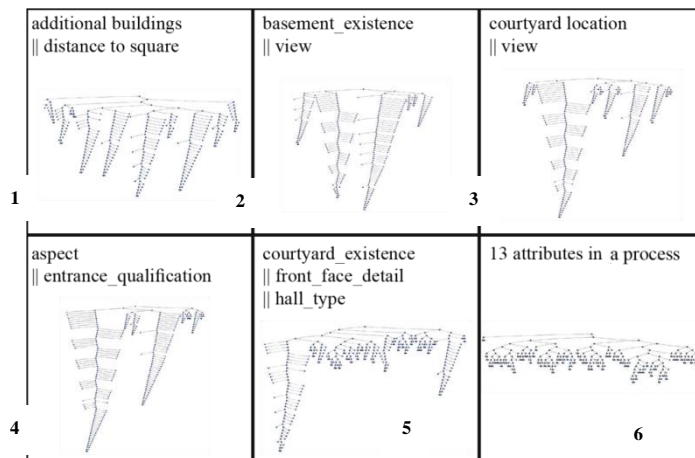 additional buildings
|| distance to square
basement_existence
|| view
courtyard location
|| view
1
2
3
aspect
|| entrance_qualification
courtyard_existence
|| front_face_detail
|| hall_type
13 attributes in a process
4
5
6